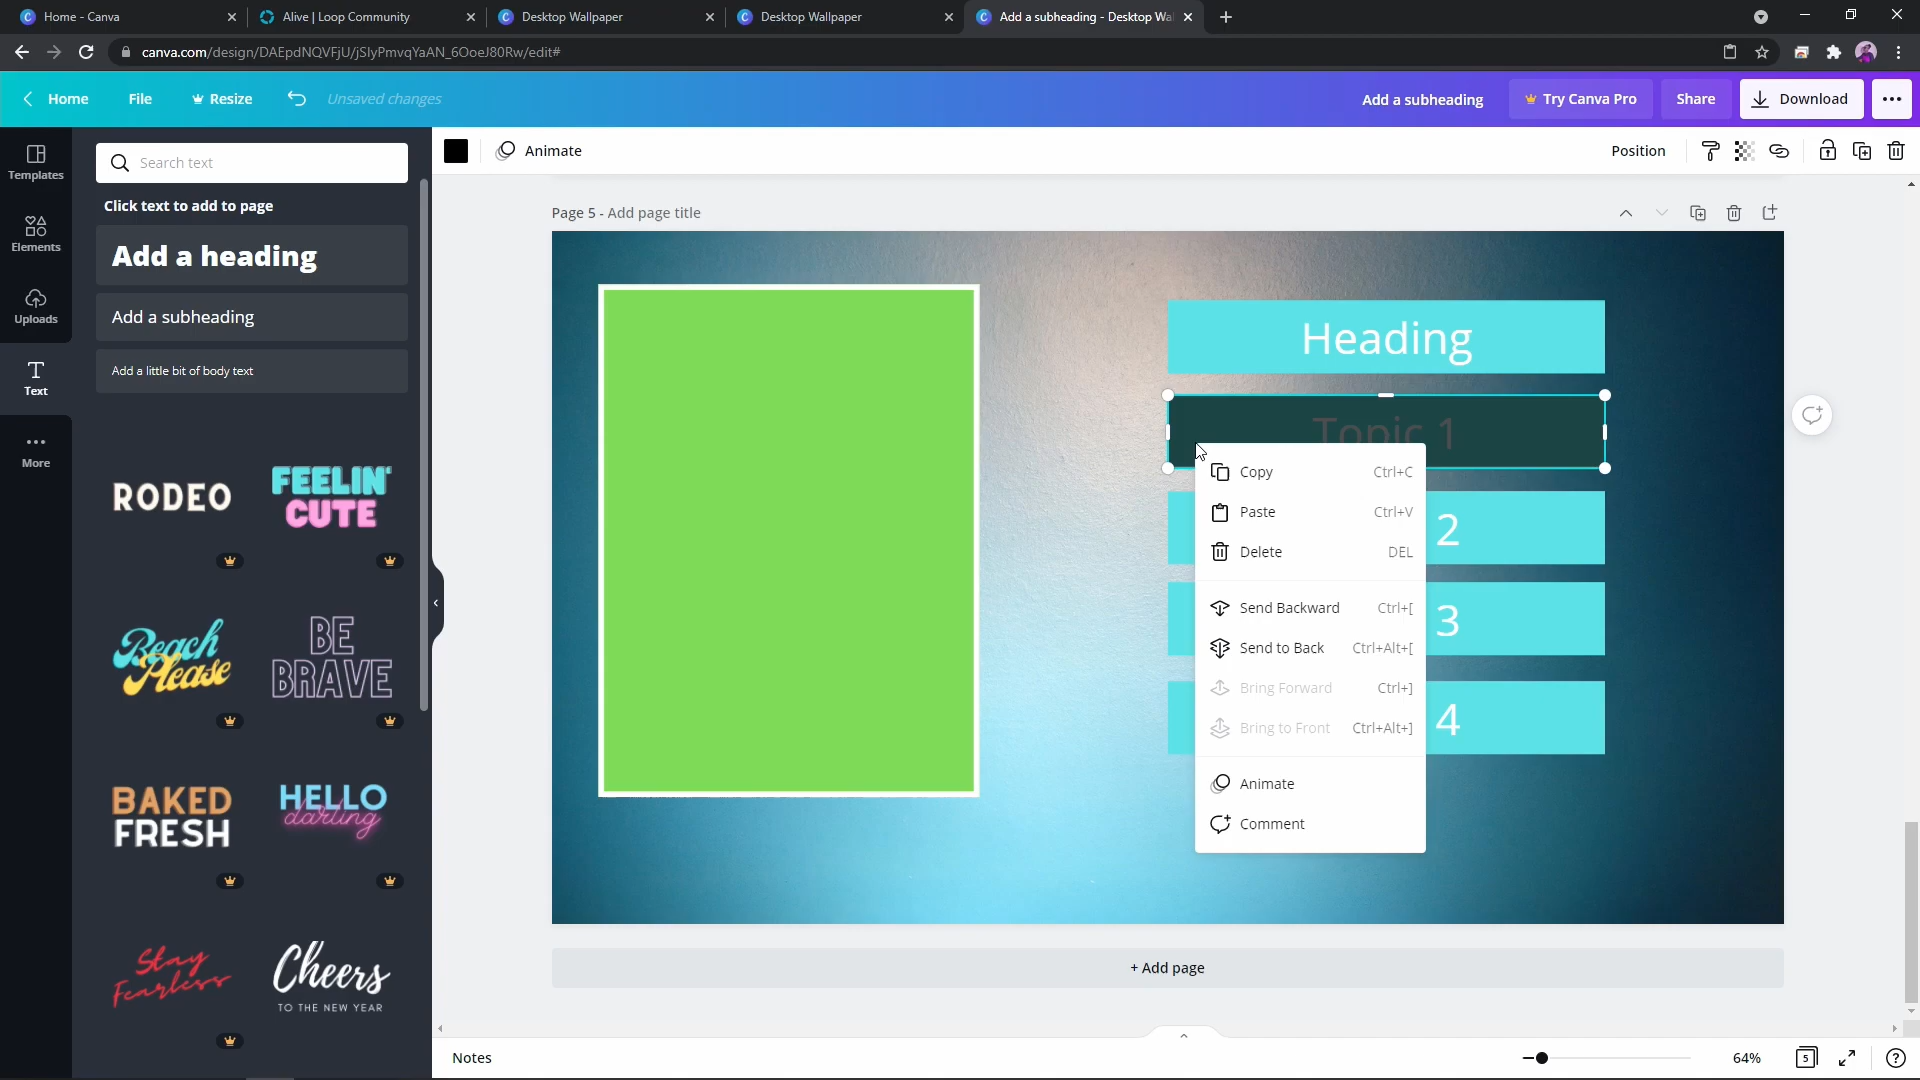 Home - Canva
Alive | Loop Community
Desktop Wallpaper
Desktop Wallpaper
Add a subheading - Desktop Wa
canva.com/design/DAEpdNQVFjU/jSlyPmvqYaAN_6OoeJ80Rw/edit#
Home
File
Resize
Unsaved changes
Add a subheading
Try Canva Pro
Share
Download
Animate
Position
Templates
Elements
Uploads
Text
More
Search text
Click text to add to page
Add a heading
Add a subheading
Add a little bit of body text
RODEO
FEELIN'
CUTE
Beach
Please
BE
BRAVE
BAKED
FRESH
HELLO
darling
Stay
Fearless
Cheers
TO THE NEW YEAR
Page 5 - Add page title
Heading
Topic 1
2
3
4
Copy Ctrl+C
Paste Ctrl+V
Delete DEL
Send Backward Ctrl+[
Send to Back Ctrl+Alt+[
Bring Forward Ctrl+]
Bring to Front Ctrl+Alt+]
Animate
Comment
+ Add page
Notes
64%
5